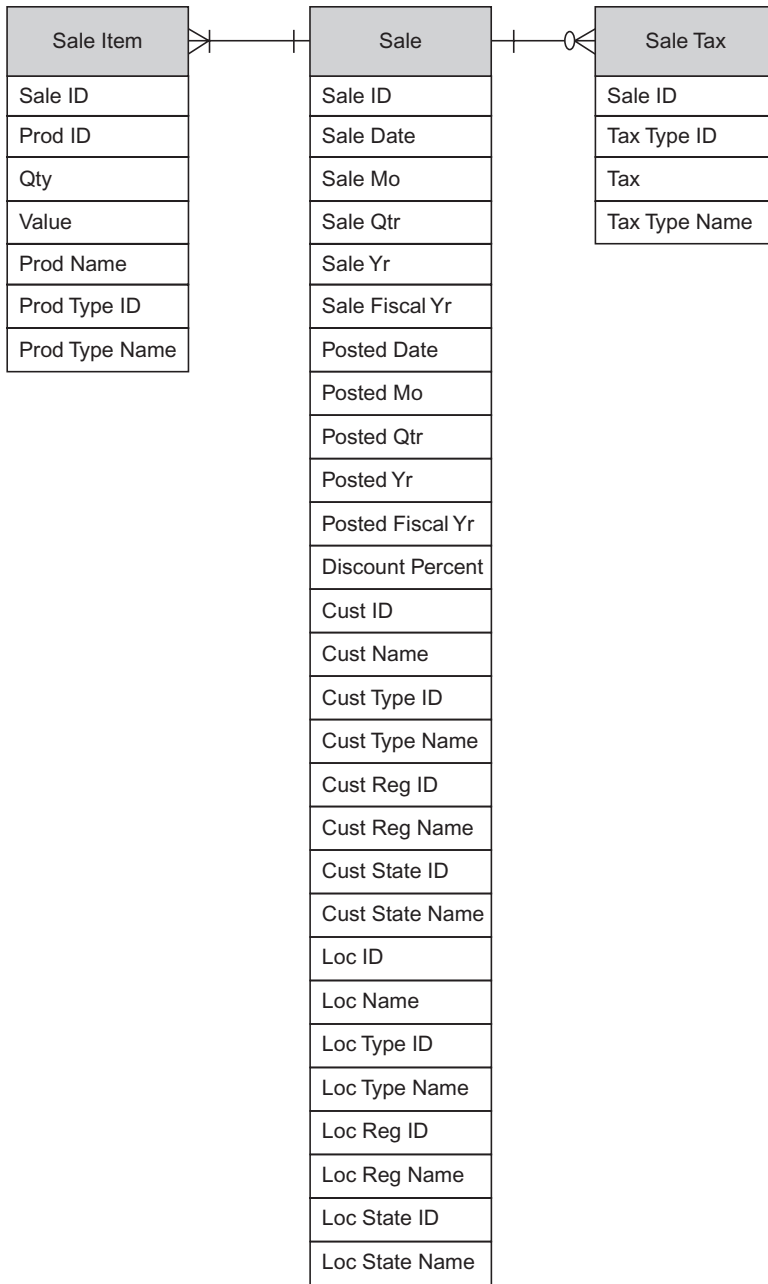 Sale Item
Sale ID
Prod ID
Qty
Value
Prod Name
Prod Type ID
Prod Type Name
Sale
Sale ID
Sale Date
Sale Mo
Sale Qtr
Sale Yr
Sale Fiscal Yr
Posted Date
Posted Mo
Posted Qtr
Posted Yr
Posted Fiscal Yr
Discount Percent
Cust ID
Cust Name
Cust Type ID
Cust Type Name
Cust Reg ID
Cust Reg Name
Cust State ID
Cust State Name
Loc ID
Loc Name
Loc Type ID
Loc Type Name
Loc Reg ID
Loc Reg Name
Loc State ID
Loc State Name
Sale Tax
Sale ID
Tax Type ID
Tax
Tax Type Name